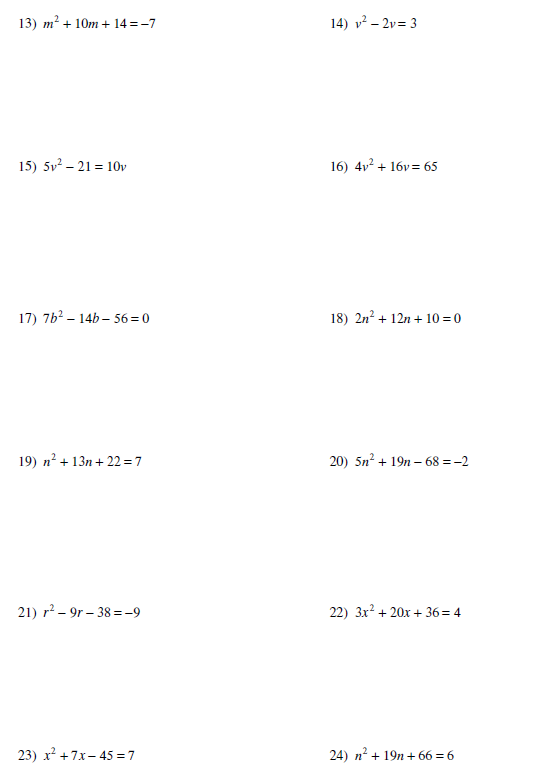 13) m² + 10m + 14 = −7
14) v² − 2v = 3
15) 5v² − 21 = 10v
16) 4v² + 16v = 65
17) 7b² − 14b − 56 = 0
18) 2n² + 12n + 10 = 0
19) n² + 13n + 22 = 7
20) 5n² + 19n − 68 = −2
21) r² − 9r − 38 = −9
22) 3x² + 20x + 36 = 4
23) x² + 7x − 45 = 7
24) n² + 19n + 66 = 6